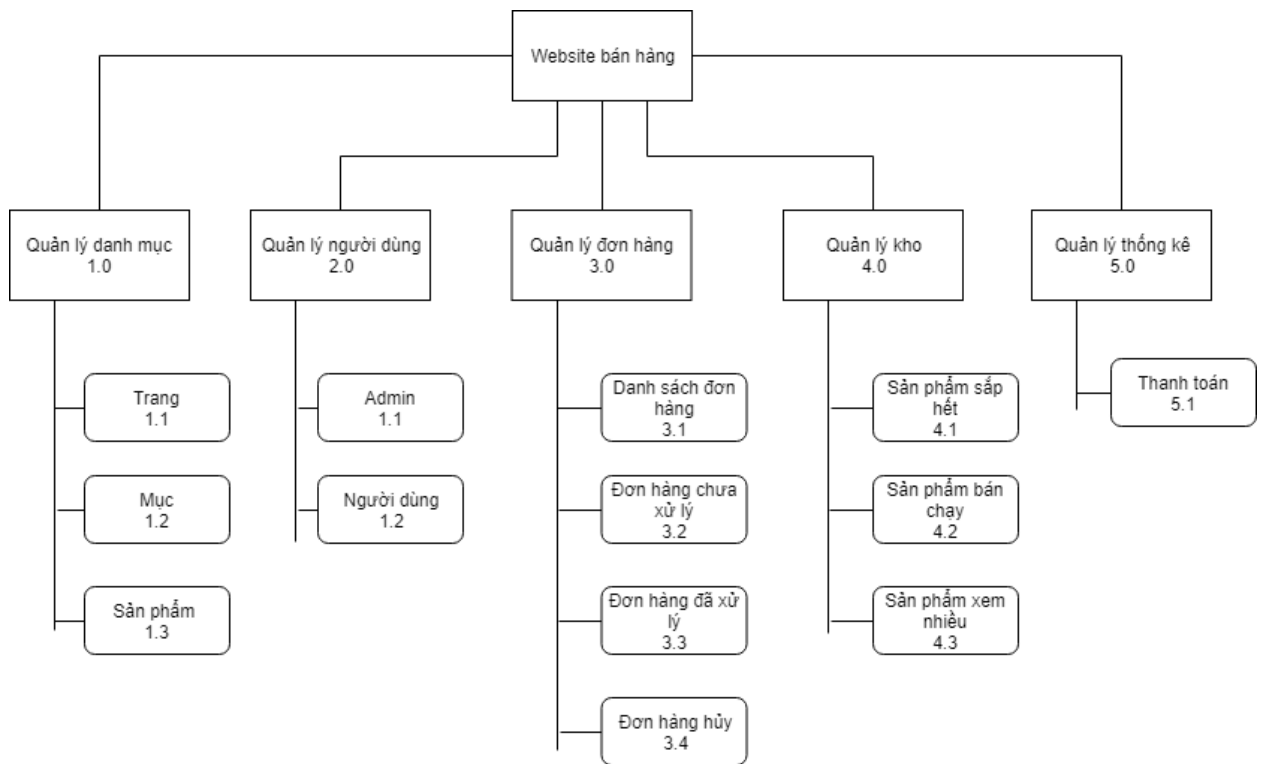 Website bán hàng
Quản lý danh mục
1.0
Quản lý người dùng
2.0
Quản lý đơn hàng
3.0
Quản lý kho
4.0
Quản lý thống kê
5.0
Trang
1.1
Mục
1.2
Sản phẩm
1.3
Admin
1.1
Người dùng
1.2
Danh sách đơn
hàng
3.1
Đơn hàng chưa
xử lý
3.2
Đơn hàng đã xử
lý
3.3
Đơn hàng hủy
3.4
Sản phẩm sắp
hết
4.1
Sản phẩm bán
chạy
4.2
Sản phẩm xem
nhiều
4.3
Thanh toán
5.1